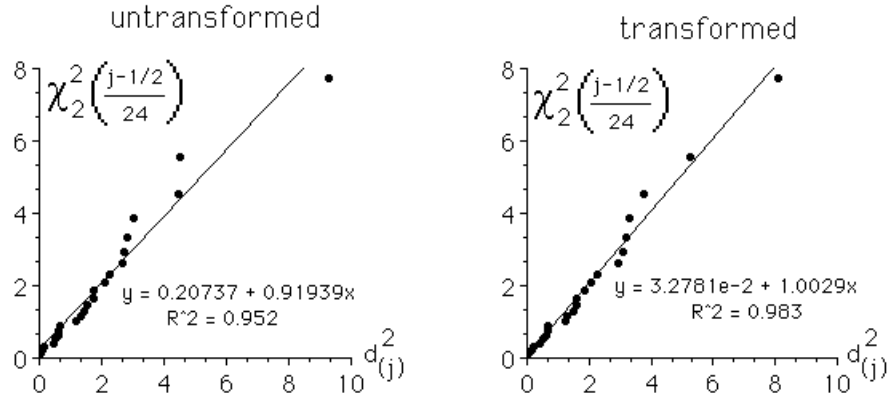 untransformed
8
6
4
2
0
χ₂²((j-1/2)/24)
y = 0.20737 + 0.91939x
R^2 = 0.952
0 2 4 6 8 10
d²(j)
transformed
8
6
4
2
0
χ₂²((j-1/2)/24)
y = 3.2781e-2 + 1.0029x
R^2 = 0.983
0 2 4 6 8 10
d²(j)